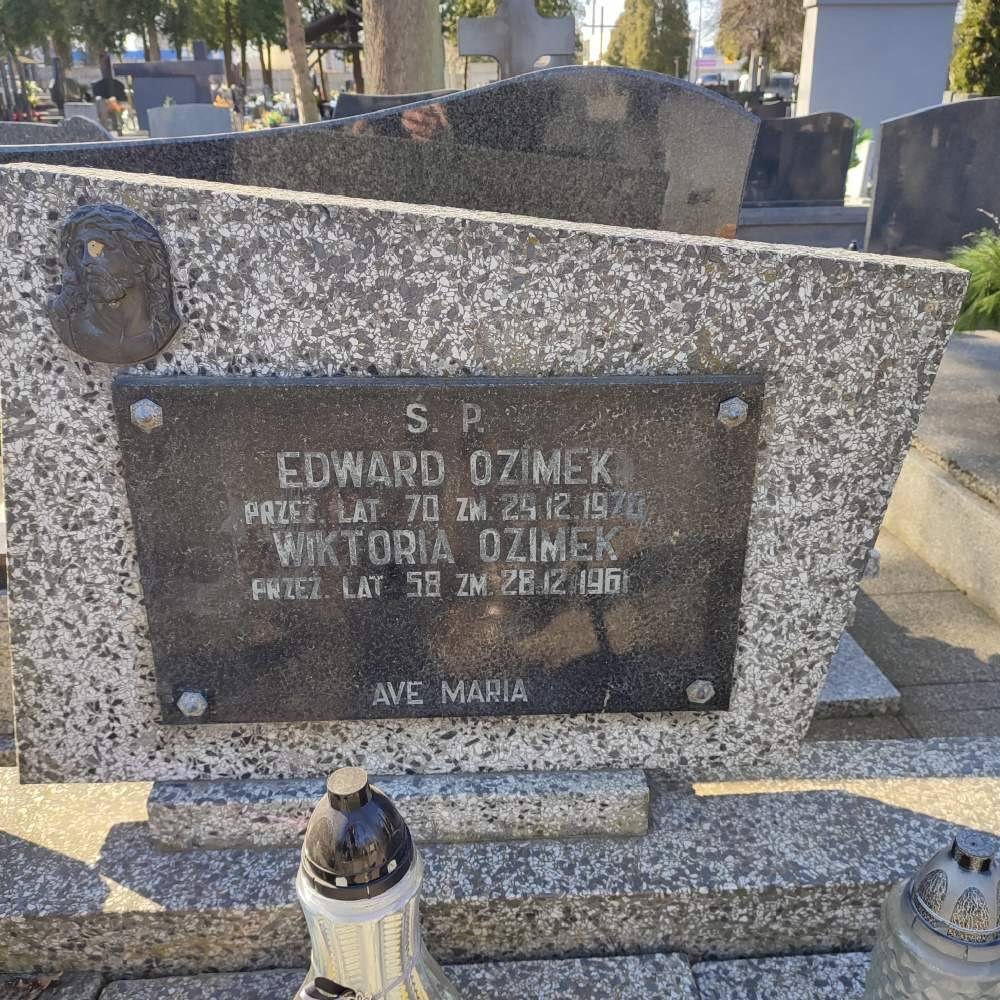 Ś. P.
EDWARD OZIMEK
PRZEŻ. LAT 70 ZM. 29.12.1970
WIKTORIA OZIMEK
PRZEŻ. LAT 58 ZM. 28.12.1961
AVE MARIA